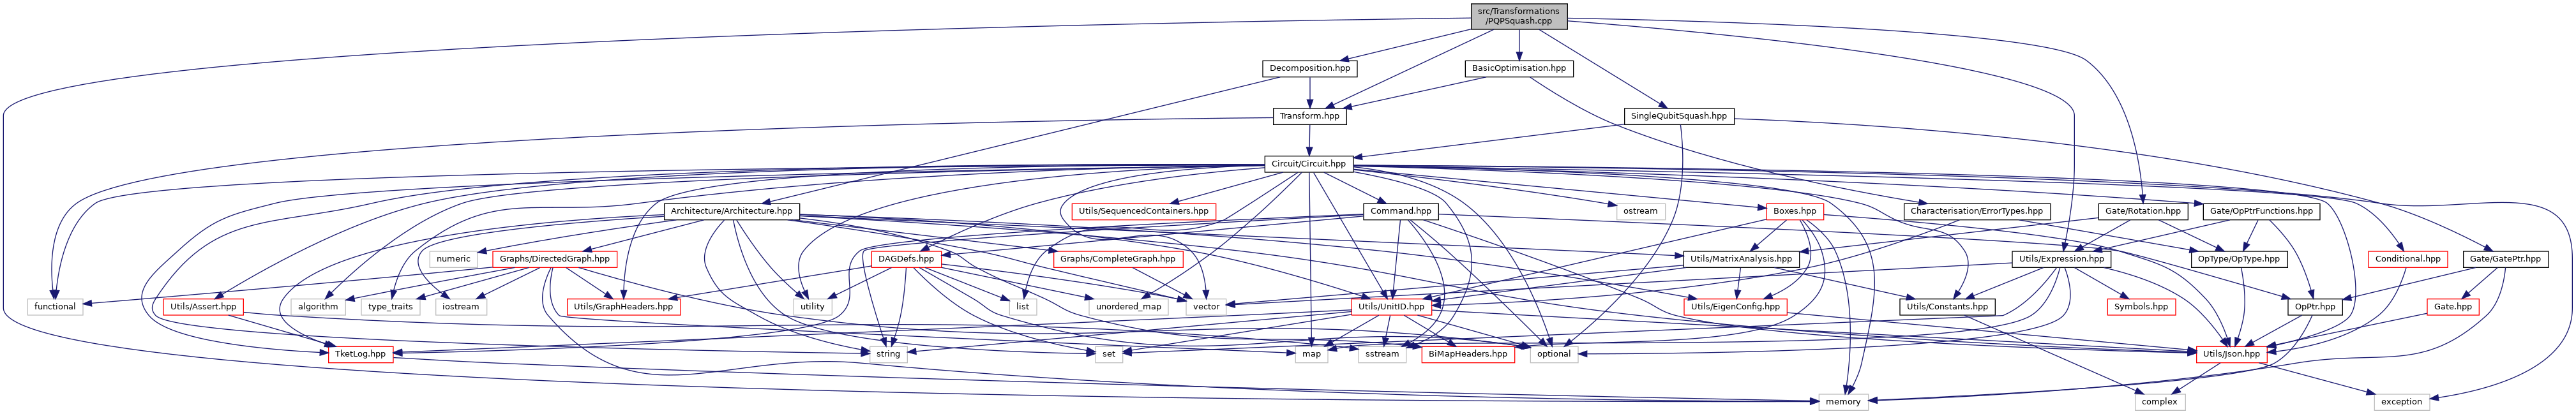 src/Transformations
/PQPSquash.cpp
Decomposition.hpp
BasicOptimisation.hpp
Transform.hpp
SingleQubitSquash.hpp
Circuit/Circuit.hpp
Architecture/Architecture.hpp
Utils/SequencedContainers.hpp
Command.hpp
ostream
Boxes.hpp
Characterisation/ErrorTypes.hpp
Gate/Rotation.hpp
Gate/OpPtrFunctions.hpp
numeric
Graphs/DirectedGraph.hpp
DAGDefs.hpp
Graphs/CompleteGraph.hpp
Utils/MatrixAnalysis.hpp
Utils/Expression.hpp
OpType/OpType.hpp
Conditional.hpp
Gate/GatePtr.hpp
functional
Utils/Assert.hpp
algorithm
type_traits
iostream
Utils/GraphHeaders.hpp
utility
list
unordered_map
vector
Utils/UnitID.hpp
Utils/EigenConfig.hpp
Utils/Constants.hpp
Symbols.hpp
OpPtr.hpp
Gate.hpp
TketLog.hpp
string
set
map
sstream
BiMapHeaders.hpp
optional
Utils/Json.hpp
memory
complex
exception